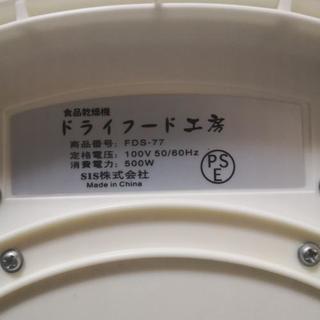 食品乾燥機
ドライフード工房
商品番号: FDS-77
定格電圧: 100V 50/60Hz
消費電力: 500W
SIS株式会社
Made in China
PS
E